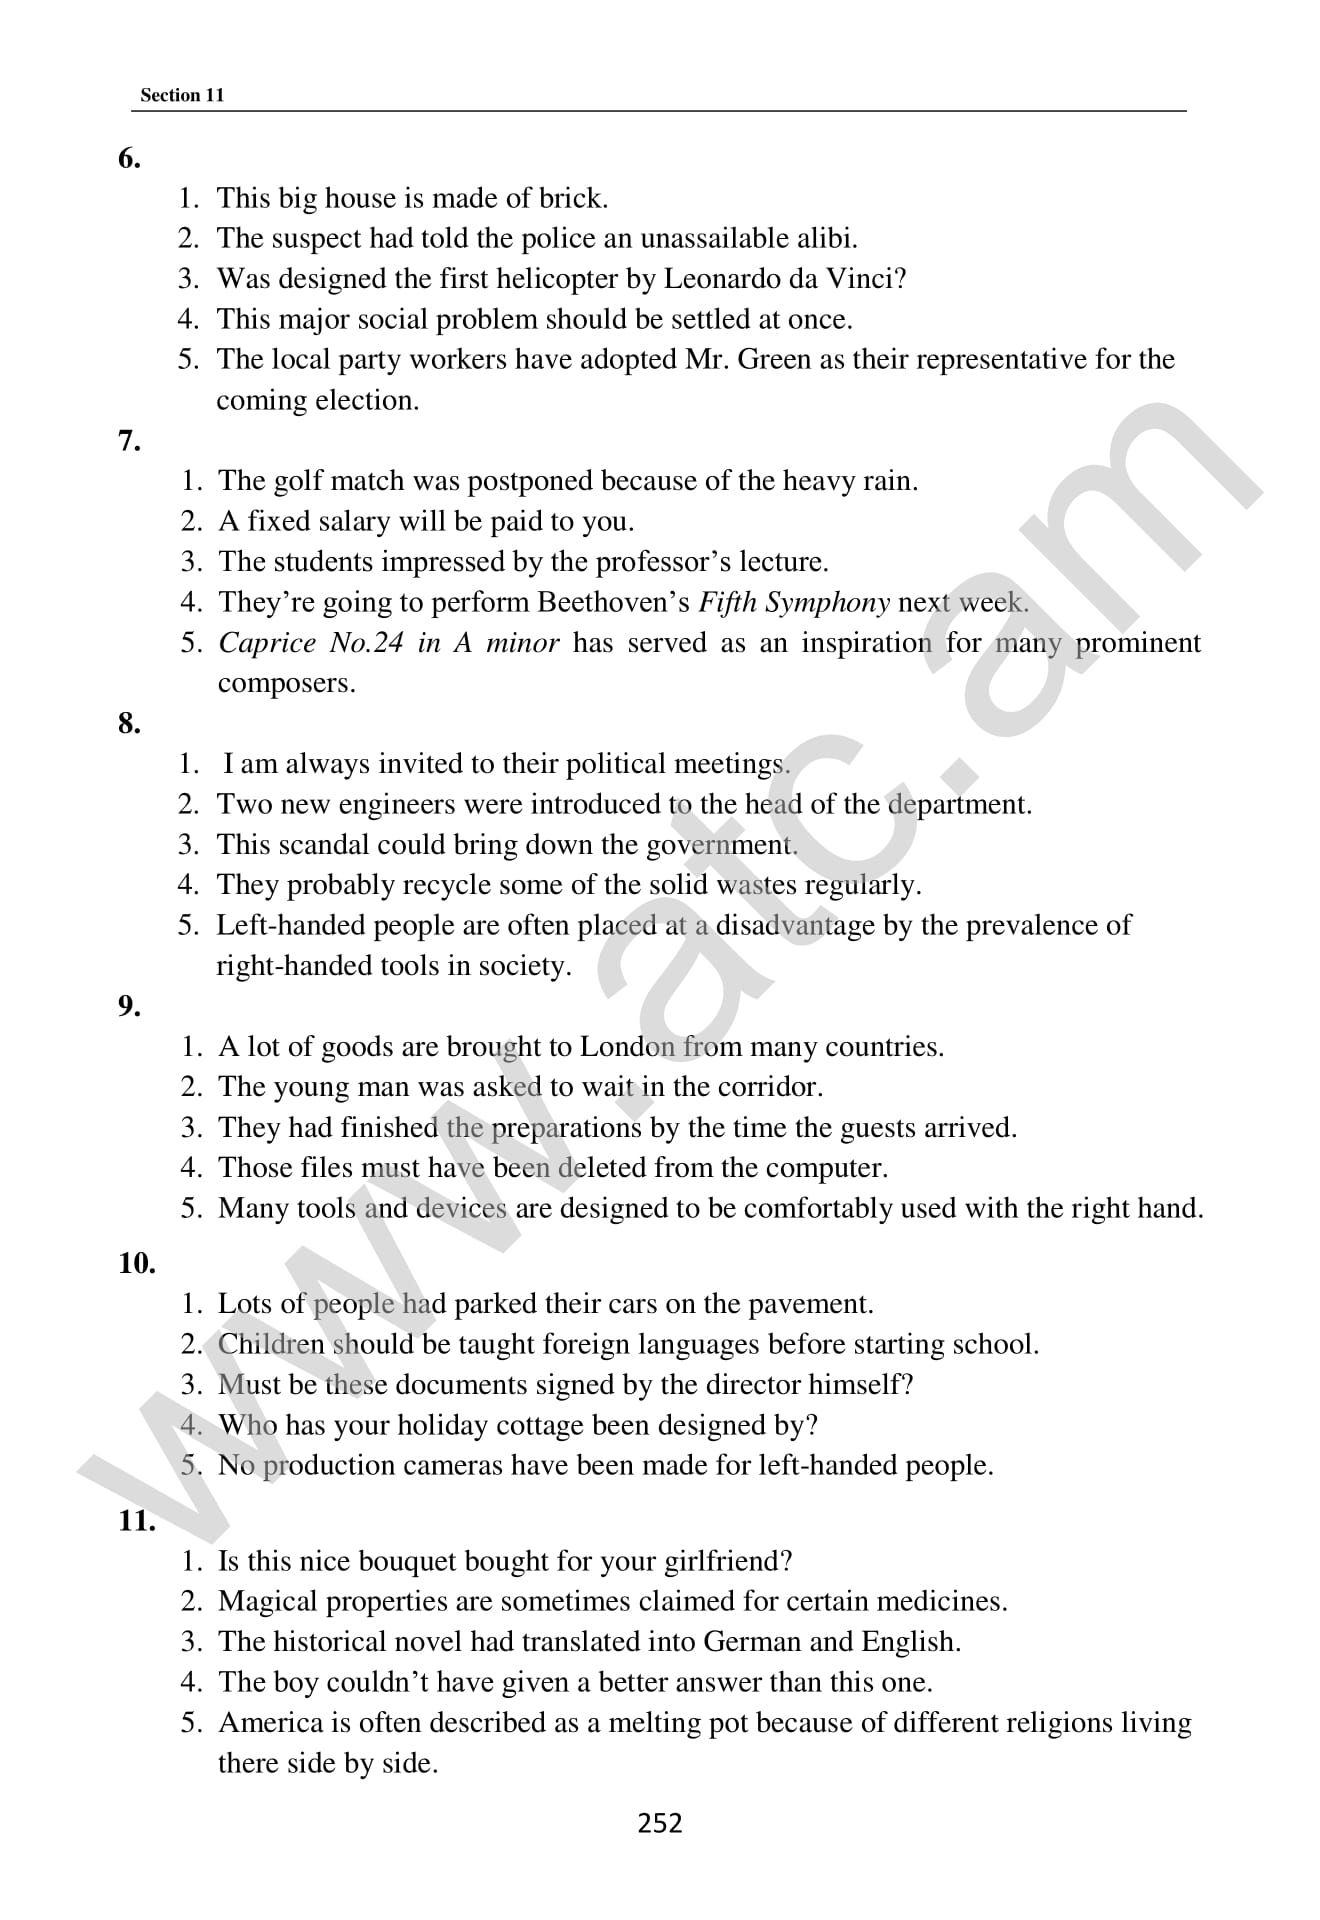 Section 11
6.
1. This big house is made of brick.
2. The suspect had told the police an unassailable alibi.
3. Was designed the first helicopter by Leonardo da Vinci?
4. This major social problem should be settled at once.
5. The local party workers have adopted Mr. Green as their representative for the
coming election.
7.
1. The golf match was postponed because of the heavy rain.
2. A fixed salary will be paid to you.
3. The students impressed by the professor’s lecture.
4. They’re going to perform Beethoven’s Fifth Symphony next week.
5. Caprice No.24 in A minor has served as an inspiration for many prominent
composers.
8.
1. I am always invited to their political meetings.
2. Two new engineers were introduced to the head of the department.
3. This scandal could bring down the government.
4. They probably recycle some of the solid wastes regularly.
5. Left-handed people are often placed at a disadvantage by the prevalence of
right-handed tools in society.
9.
1. A lot of goods are brought to London from many countries.
2. The young man was asked to wait in the corridor.
3. They had finished the preparations by the time the guests arrived.
4. Those files must have been deleted from the computer.
5. Many tools and devices are designed to be comfortably used with the right hand.
10.
1. Lots of people had parked their cars on the pavement.
2. Children should be taught foreign languages before starting school.
3. Must be these documents signed by the director himself?
4. Who has your holiday cottage been designed by?
5. No production cameras have been made for left-handed people.
11.
1. Is this nice bouquet bought for your girlfriend?
2. Magical properties are sometimes claimed for certain medicines.
3. The historical novel had translated into German and English.
4. The boy couldn’t have given a better answer than this one.
5. America is often described as a melting pot because of different religions living
there side by side.
252
www.atc.am